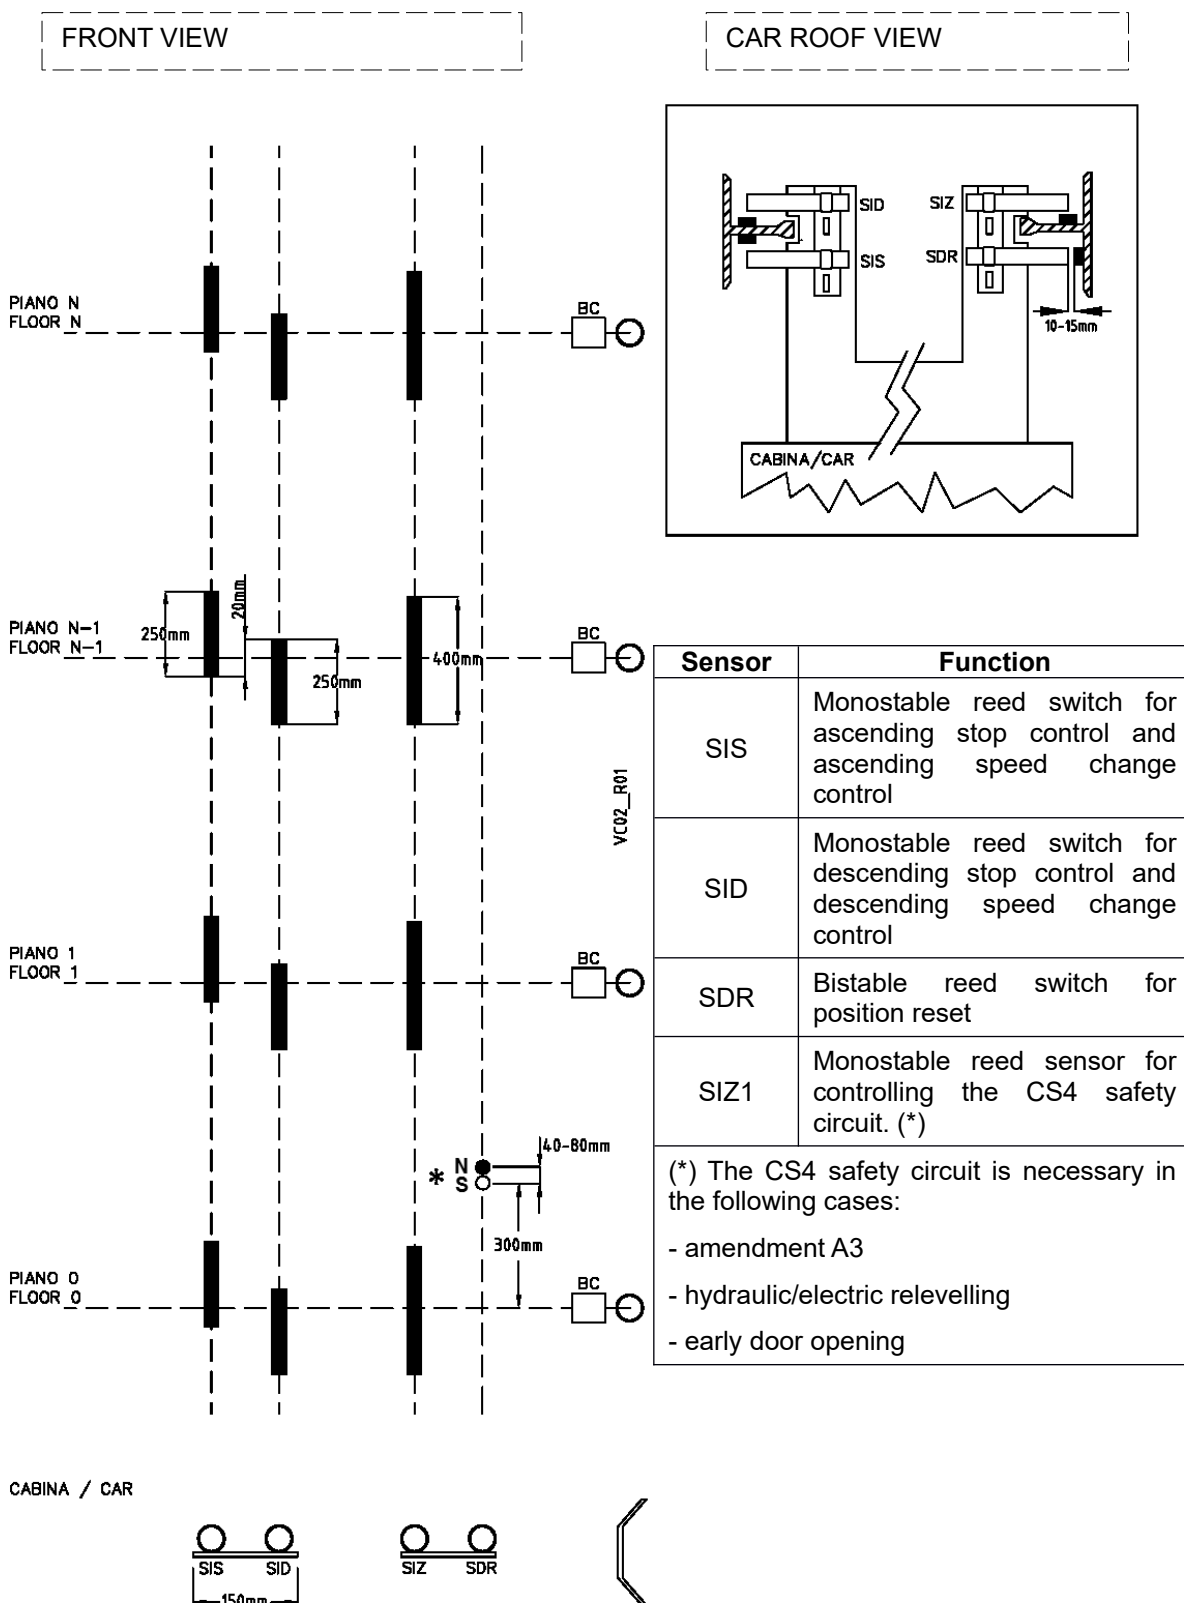 FRONT VIEW
CAR ROOF VIEW
SID
SIZ
SIS
SDR
10-15mm
CABINA/CAR
PIANO N
FLOOR N
BC
PIANO N-1
FLOOR N-1
250mm
20mm
250mm
400mm
BC
VC02_R01
PIANO 1
FLOOR 1
BC
* N
S
40-80mm
300mm
PIANO 0
FLOOR 0
BC
Sensor Function
SIS
Monostable reed switch for
ascending stop control and
ascending speed change
control
SID
Monostable reed switch for
descending stop control and
descending speed change
control
SDR
Bistable reed switch for
position reset
SIZ1
Monostable reed sensor for
controlling the CS4 safety
circuit. (*)
(*) The CS4 safety circuit is necessary in
the following cases:
- amendment A3
- hydraulic/electric relevelling
- early door opening
CABINA / CAR
SIS SID
SIZ SDR
150mm